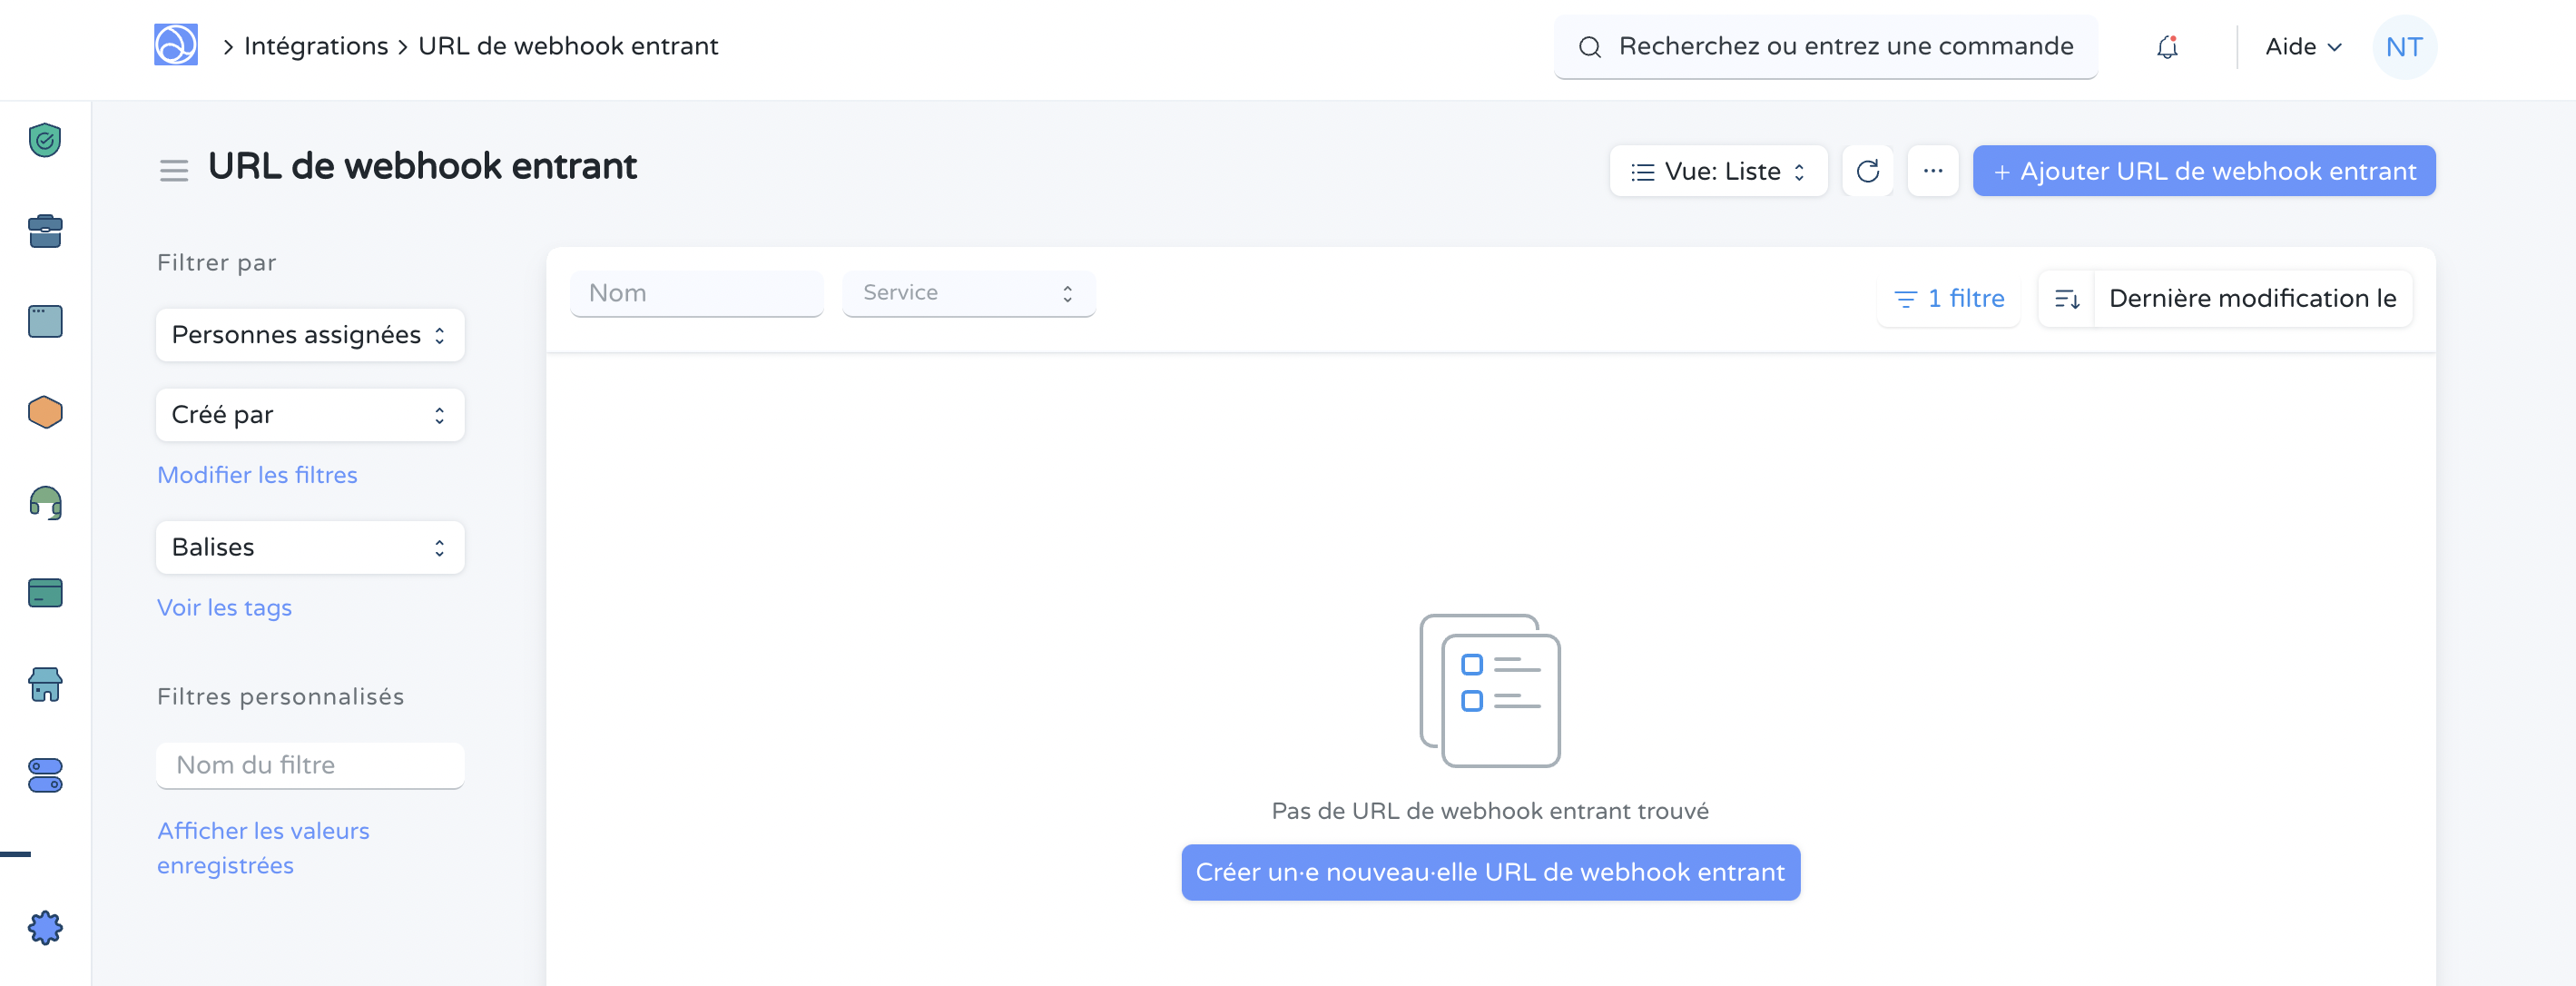 Intégrations
URL de webhook entrant
Recherchez ou entrez une commande
Aide
NT
URL de webhook entrant
Vue: Liste
+ Ajouter URL de webhook entrant
Filtrer par
Personnes assignées
Créé par
Modifier les filtres
Balises
Voir les tags
Filtres personnalisés
Nom du filtre
Afficher les valeurs
enregistrées
Nom
Service
1 filtre
Dernière modification le
Pas de URL de webhook entrant trouvé
Créer un·e nouveau·elle URL de webhook entrant